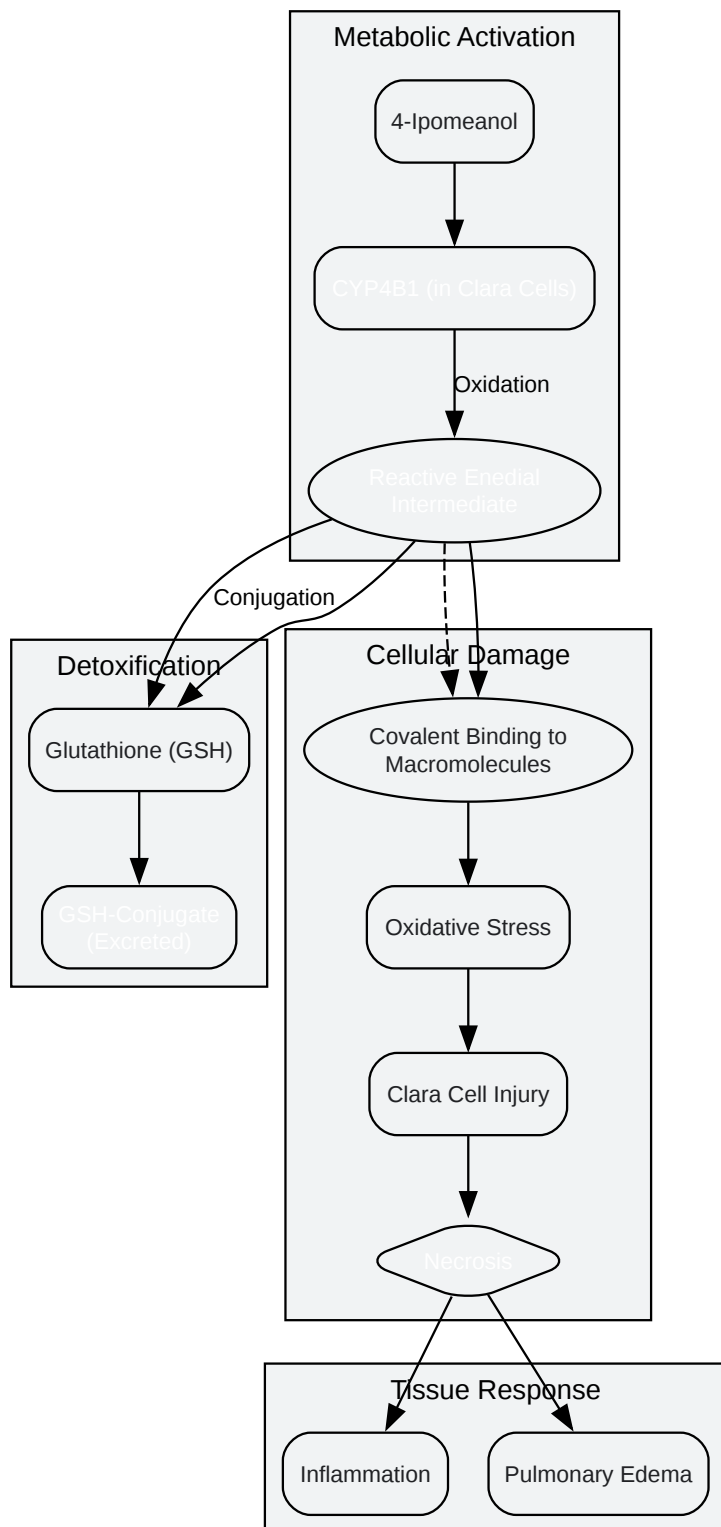 Metabolic Activation
4-Ipomeanol
CYP4B1 (in Clara Cells)
Oxidation
Reactive Enedial
Intermediate
Conjugation
Detoxification
Glutathione (GSH)
GSH-Conjugate
(Excreted)
Cellular Damage
Covalent Binding to
Macromolecules
Oxidative Stress
Clara Cell Injury
Necrosis
Tissue Response
Inflammation
Pulmonary Edema